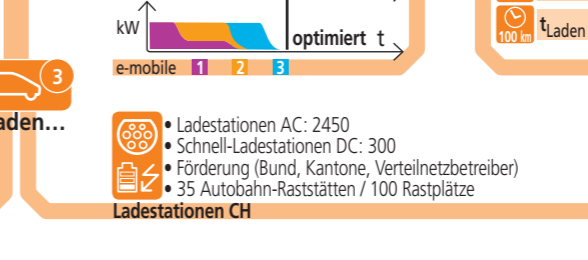 kW
optimiert t
e-mobile 1 2 3
100 km
tLaden
3
aden...
• Ladestationen AC: 2450
• Schnell-Ladestationen DC: 300
• Förderung (Bund, Kantone, Verteilnetzbetreiber)
• 35 Autobahn-Raststätten / 100 Rastplätze
Ladestationen CH